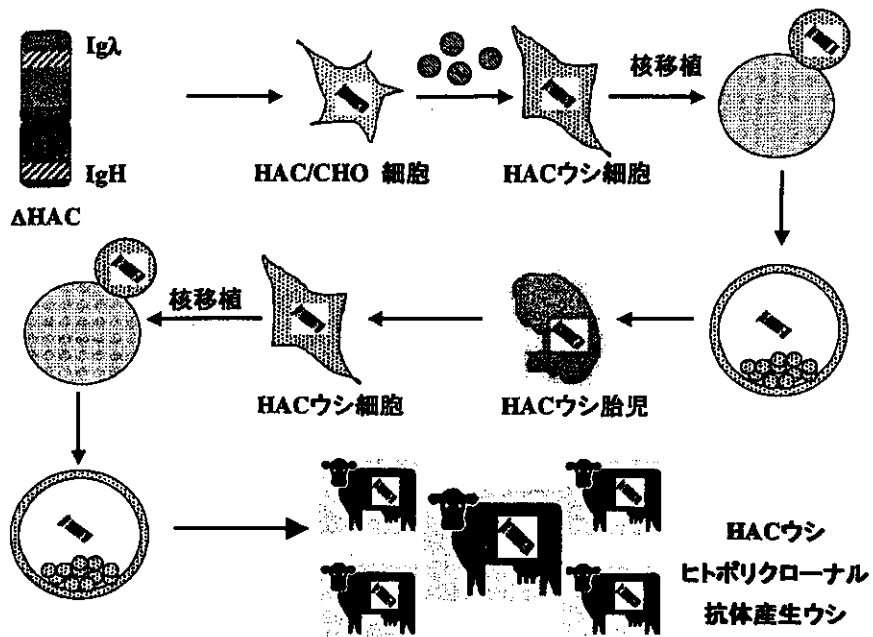 Igλ
IgH
ΔHAC
HAC/CHO 細胞
HACウシ細胞
核移植
核移植
HACウシ細胞
HACウシ胎児
HACウシ
ヒトポリクローナル
抗体産生ウシ